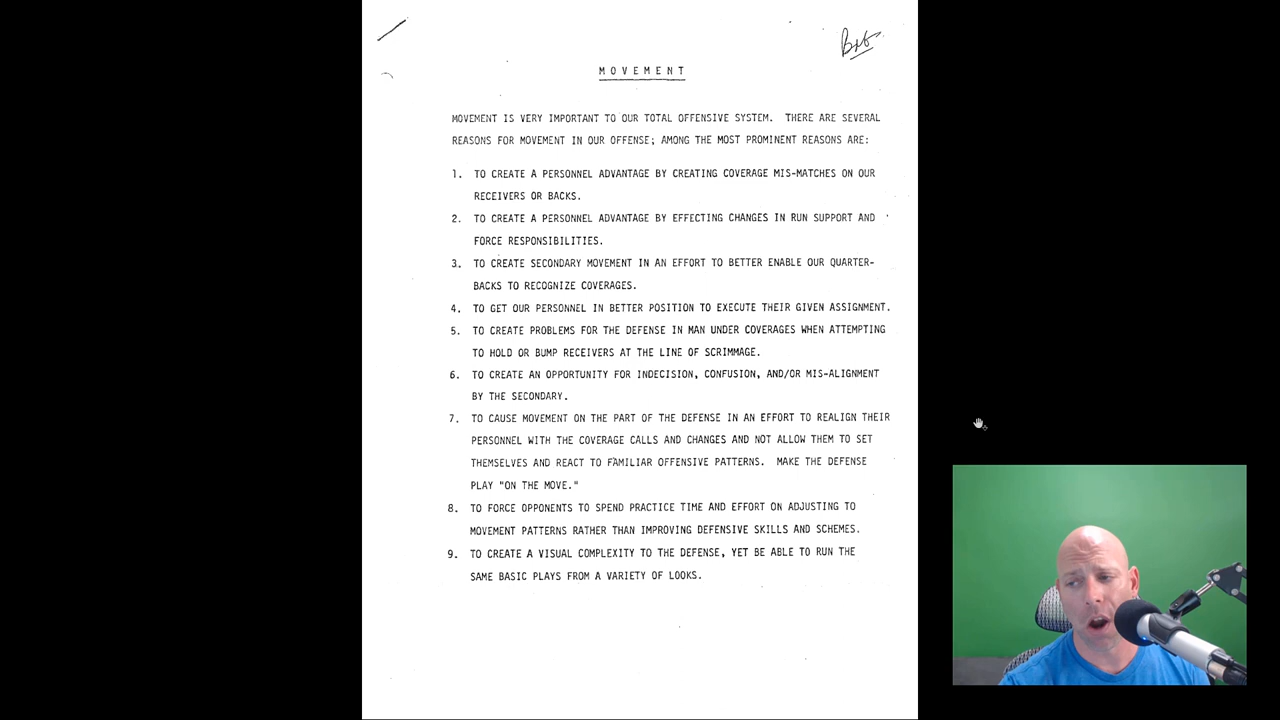 M O V E M E N T
MOVEMENT IS VERY IMPORTANT TO OUR TOTAL OFFENSIVE SYSTEM. THERE ARE SEVERAL
REASONS FOR MOVEMENT IN OUR OFFENSE; AMONG THE MOST PROMINENT REASONS ARE:
1. TO CREATE A PERSONNEL ADVANTAGE BY CREATING COVERAGE MIS-MATCHES ON OUR
RECEIVERS OR BACKS.
2. TO CREATE A PERSONNEL ADVANTAGE BY EFFECTING CHANGES IN RUN SUPPORT AND
FORCE RESPONSIBILITIES.
3. TO CREATE SECONDARY MOVEMENT IN AN EFFORT TO BETTER ENABLE OUR QUARTER-
BACKS TO RECOGNIZE COVERAGES.
4. TO GET OUR PERSONNEL IN BETTER POSITION TO EXECUTE THEIR GIVEN ASSIGNMENT.
5. TO CREATE PROBLEMS FOR THE DEFENSE IN MAN UNDER COVERAGES WHEN ATTEMPTING
TO HOLD OR BUMP RECEIVERS AT THE LINE OF SCRIMMAGE.
6. TO CREATE AN OPPORTUNITY FOR INDECISION, CONFUSION, AND/OR MIS-ALIGNMENT
BY THE SECONDARY.
7. TO CAUSE MOVEMENT ON THE PART OF THE DEFENSE IN AN EFFORT TO REALIGN THEIR
PERSONNEL WITH THE COVERAGE CALLS AND CHANGES AND NOT ALLOW THEM TO SET
THEMSELVES AND REACT TO FAMILIAR OFFENSIVE PATTERNS. MAKE THE DEFENSE
PLAY "ON THE MOVE."
8. TO FORCE OPPONENTS TO SPEND PRACTICE TIME AND EFFORT ON ADJUSTING TO
MOVEMENT PATTERNS RATHER THAN IMPROVING DEFENSIVE SKILLS AND SCHEMES.
9. TO CREATE A VISUAL COMPLEXITY TO THE DEFENSE, YET BE ABLE TO RUN THE
SAME BASIC PLAYS FROM A VARIETY OF LOOKS.